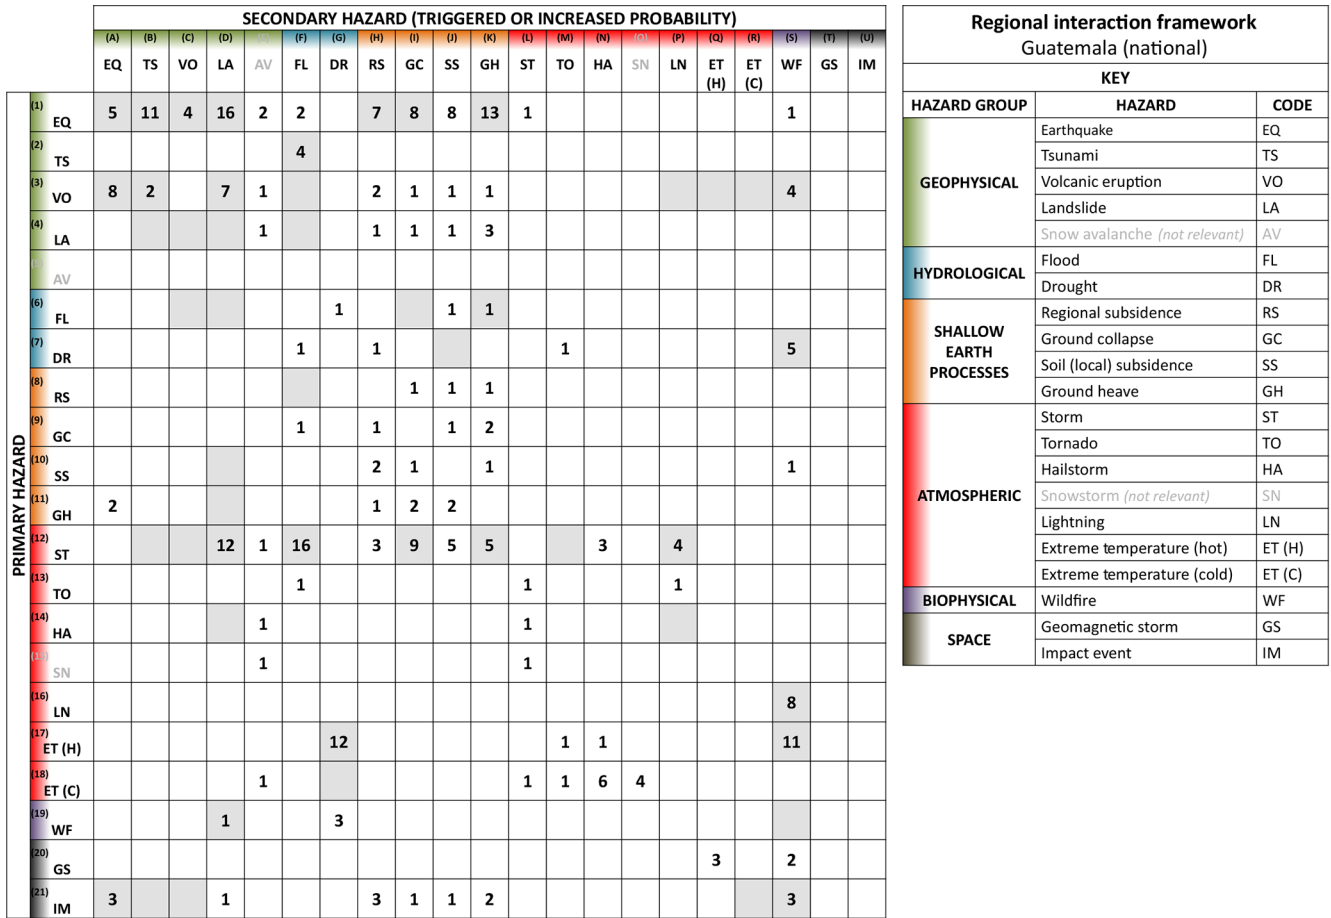 SECONDARY HAZARD (TRIGGERED OR INCREASED PROBABILITY)
(A) (B) (C) (D) (F) (G) (H) (I) (J) (K) (L) (M) (N) (O) (P) (Q) (R) (S) (T) (U)
EQ TS VO LA AV FL DR RS GC SS GH ST TO HA SN LN ET (H) ET (C) WF GS IM
PRIMARY HAZARD
(1) EQ 5 11 4 16 2 2 7 8 8 13 1 1
(2) TS 4
(3) VO 8 2 7 1 2 1 1 1 4
(4) LA 1 1 1 1 3
AV
(6) FL 1 1 1
(7) DR 1 1 1 5
(8) RS 1 1 1
(9) GC 1 1 1 2
(10) SS 2 1 1 1
(11) GH 2 1 2 2
(12) ST 12 1 16 3 9 5 5 3 4
(13) TO 1 1 1
(14) HA 1 1
(15) SN 1 1
(16) LN 8
(17) ET (H) 12 1 1 11
(18) ET (C) 1 1 1 6 4
(19) WF 1 3
(20) GS 3 2
(21) IM 3 1 3 1 1 2 3
Regional interaction framework
Guatemala (national)
KEY
HAZARD GROUP HAZARD CODE
GEOPHYSICAL
Earthquake EQ
Tsunami TS
Volcanic eruption VO
Landslide LA
Snow avalanche (not relevant) AV
HYDROLOGICAL
Flood FL
Drought DR
SHALLOW
EARTH
PROCESSES
Regional subsidence RS
Ground collapse GC
Soil (local) subsidence SS
Ground heave GH
ATMOSPHERIC
Storm ST
Tornado TO
Hailstorm HA
Snowstorm (not relevant) SN
Lightning LN
Extreme temperature (hot) ET (H)
Extreme temperature (cold) ET (C)
BIOPHYSICAL Wildfire WF
SPACE
Geomagnetic storm GS
Impact event IM